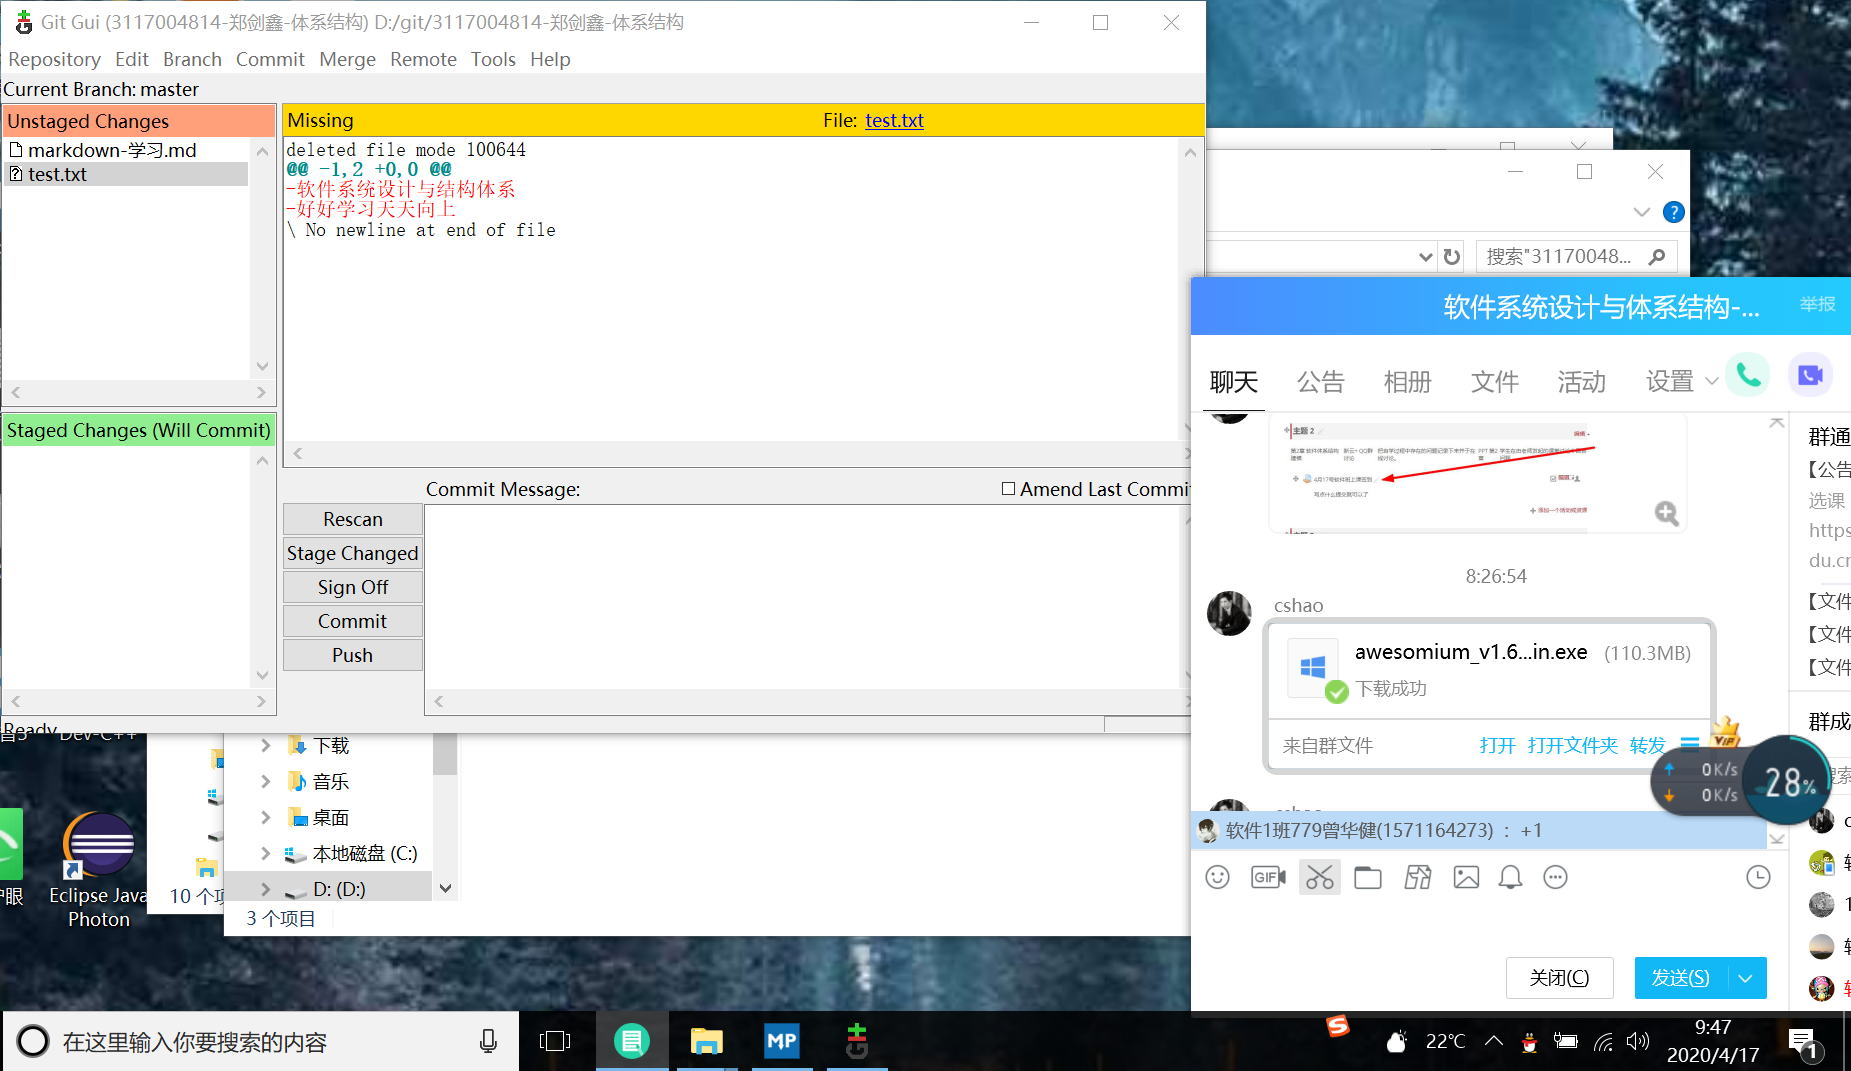 Git Gui (3117004814-郑剑鑫-体系结构) D:/git/3117004814-郑剑鑫-体系结构
Repository Edit Branch Commit Merge Remote Tools Help
Current Branch: master
Unstaged Changes
markdown-学习.md
test.txt
Missing
File: test.txt
deleted file mode 100644
@@ -1,2 +0,0 @@
-软件系统设计与结构体系
-好好学习天天向上
\ No newline at end of file
Staged Changes (Will Commit)
Commit Message:
Amend Last Commit
Rescan
Stage Changed
Sign Off
Commit
Push
Ready
Dev-C++
搜索"31170048...
软件系统设计与体系结构-...
举报
聊天 公告 相册 文件 活动 设置
主题 2
8:26:54
cshao
awesomium_v1.6...in.exe (110.3MB)
下载成功
来自群文件
打开 打开文件夹 转发
VIP
0K/s
0K/s
28%
软件1班779曾华健(1571164273) : +1
GIF
关闭(C)
发送(S)
群通
【公告
选课
https
du.cn
【文件
【文件
【文件
群成
下载
音乐
桌面
本地磁盘 (C:)
D: (D:)
3 个项目
10 个项
Eclipse Java
Photon
护眼
在这里输入你要搜索的内容
MP
22℃
9:47
2020/4/17
1